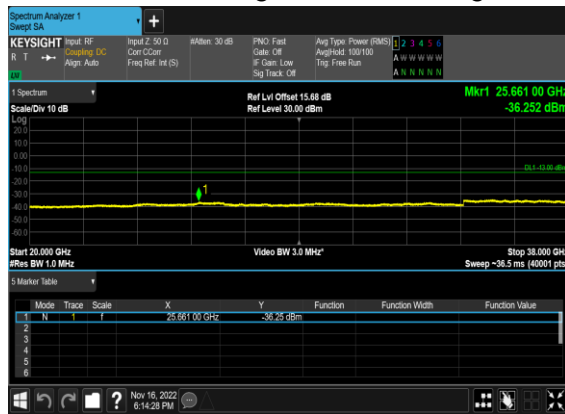 Spectrum Analyzer 1
Swept SA
+
KEYSIGHT Input: RF Input Z: 50 Ω #Atten: 30 dB PNO: Fast Avg Type: Power (RMS) 1 2 3 4 5 6
R T Coupling: DC Corr CCorr Gate: Off Avg|Hold: 100/100 A W W W W W
Align: Auto Freq Ref: Int (S) IF Gain: Low Trig: Free Run
Sig Track: Off A N N N N N
LW
1 Spectrum Ref Lvl Offset 15.68 dB Mkr1 25.661 00 GHz
Scale/Div 10 dB Ref Level 30.00 dBm -36.252 dBm
Log
20.0
10.0
0.00
-10.0 DL1 -13.00 dBm
-20.0
-30.0 1
-40.0
-50.0
-60.0
Start 20.000 GHz Video BW 3.0 MHz* Stop 38.000 GHz
#Res BW 1.0 MHz Sweep ~36.5 ms (40001 pts)
5 Marker Table
Mode Trace Scale X Y Function Function Width Function Value
1 N 1 f 25.661 00 GHz -36.25 dBm
2
3
4
5
6
? Nov 16, 2022
6:14:28 PM